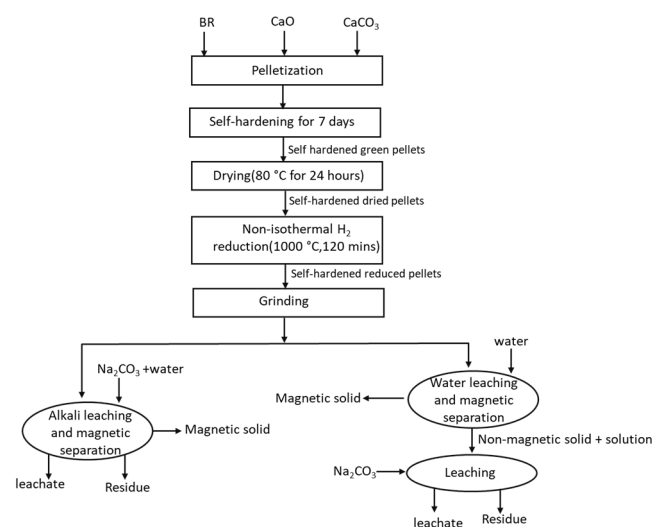 BR CaO CaCO₃
Pelletization
Self-hardening for 7 days
Self hardened green pellets
Drying(80 °C for 24 hours)
Self-hardened dried pellets
Non-isothermal H₂
reduction(1000 °C,120 mins)
Self-hardened reduced pellets
Grinding
Na₂CO₃ +water
Alkali leaching
and magnetic
separation
Magnetic solid
leachate
Residue
water
Water leaching
and magnetic
separation
Magnetic solid
Non-magnetic solid + solution
Na₂CO₃
Leaching
leachate
Residue